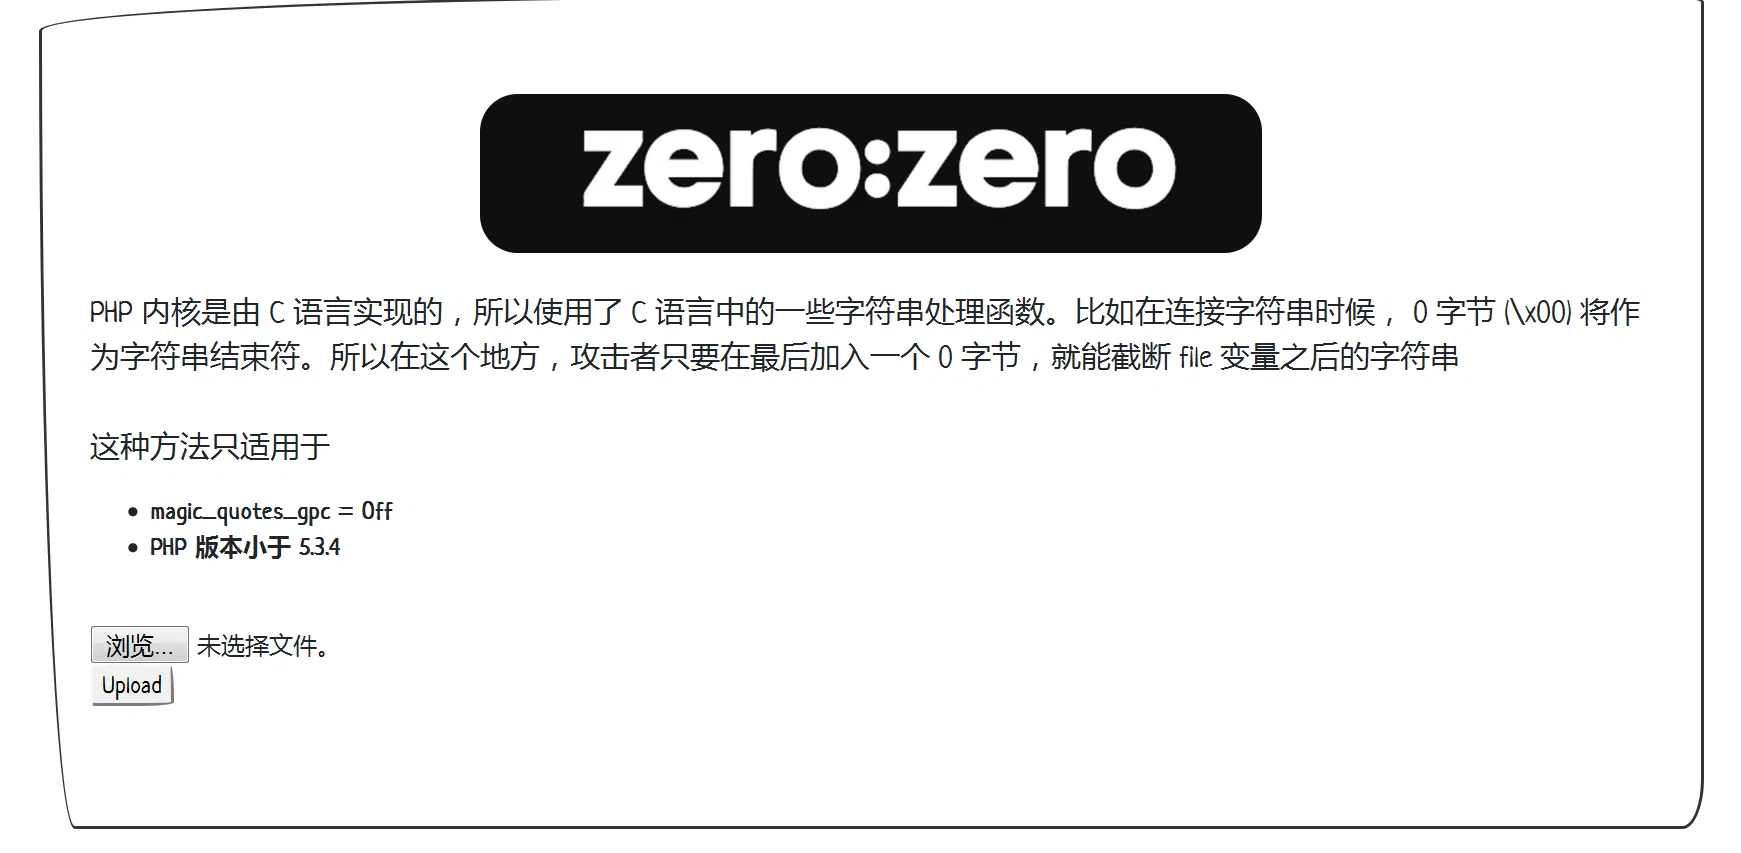 zero:zero
PHP 内核是由 C 语言实现的，所以使用了 C 语言中的一些字符串处理函数。比如在连接字符串时候， 0 字节 (\x00) 将作
为字符串结束符。所以在这个地方，攻击者只要在最后加入一个 0 字节，就能截断 file 变量之后的字符串
这种方法只适用于
• magic_quotes_gpc = Off
• PHP 版本小于 5.3.4
浏览... 未选择文件。
Upload